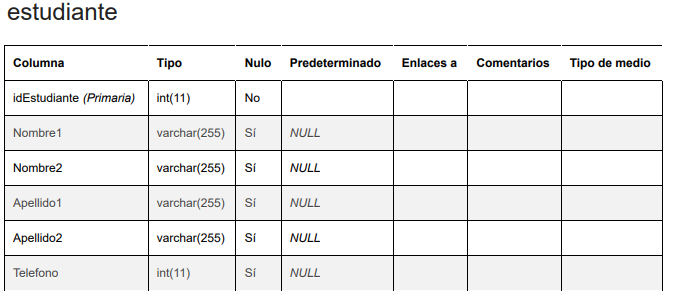 estudiante
Columna Tipo Nulo Predeterminado Enlaces a Comentarios Tipo de medio
idEstudiante (Primaria) int(11) No
Nombre1 varchar(255) Sí NULL
Nombre2 varchar(255) Sí NULL
Apellido1 varchar(255) Sí NULL
Apellido2 varchar(255) Sí NULL
Telefono int(11) Sí NULL